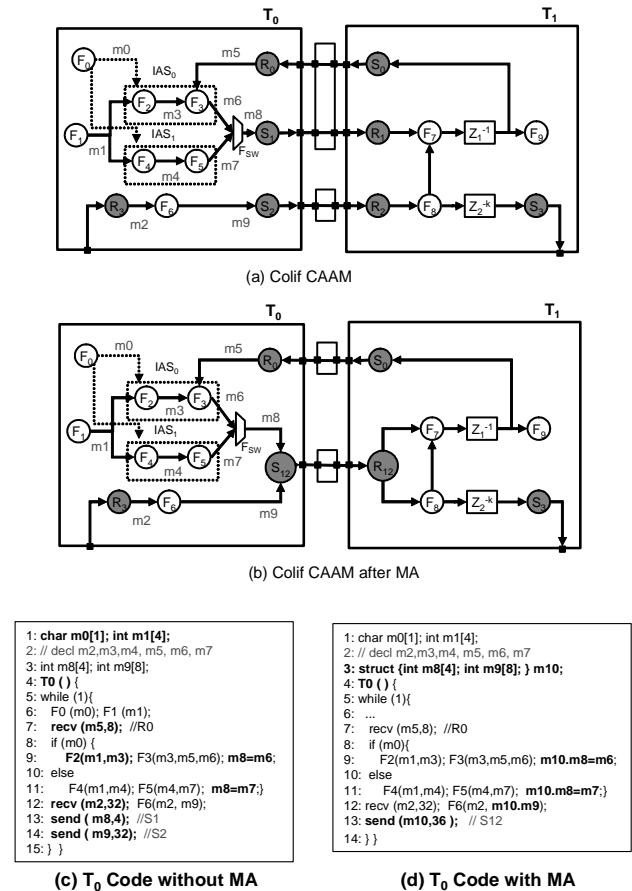 T0
T1
F0
m0
IAS0
F2
m3
F3
m5
R0
S0
m6
m8
F1
m1
IAS1
F4
m4
F5
m7
FSW
S1
R1
F7
Z1^-1
F9
R3
m2
F6
m9
S2
R2
F8
Z2^-k
S3
(a) Colif CAAM
T0
T1
F0
m0
IAS0
F2
m3
F3
m5
R0
S0
m6
m8
F1
m1
IAS1
F4
m4
F5
m7
FSW
S12
R12
F7
Z1^-1
F9
R3
m2
F6
m9
F8
Z2^-k
S3
(b) Colif CAAM after MA
1: char m0[1]; int m1[4];
2: // decl m2,m3,m4, m5, m6, m7
3: int m8[4]; int m9[8];
4: T0 ( ) {
5: while (1){
6: F0 (m0); F1 (m1);
7: recv (m5,8); //R0
8: if (m0) {
9: F2(m1,m3); F3(m3,m5,m6); m8=m6;
10: else
11: F4(m1,m4); F5(m4,m7); m8=m7;}
12: recv (m2,32); F6(m2, m9);
13: send ( m8,4); //S1
14: send ( m9,32); //S2
15: } }
(c) T0 Code without MA
1: char m0[1]; int m1[4];
2: // decl m2,m3,m4, m5, m6, m7
3: struct {int m8[4]; int m9[8]; } m10;
4: T0 ( ) {
5: while (1){
6: ...
7: recv (m5,8); //R0
8: if (m0){
9: F2(m1,m3); F3(m3,m5,m6); m10.m8=m6;
10: else
11: F4(m1,m4); F5(m4,m7); m10.m8=m7;}
12: recv (m2,32); F6(m2, m10.m9);
13: send (m10,36 ); // S12
14: } }
(d) T0 Code with MA